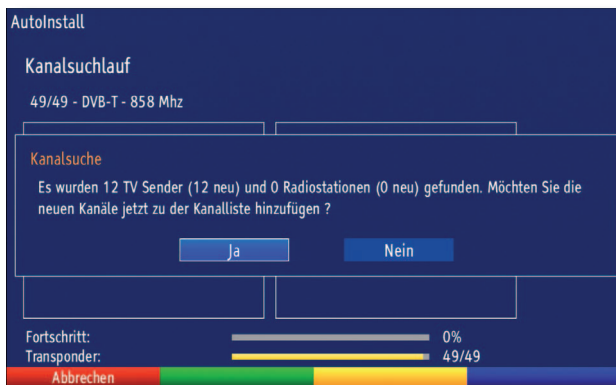 AutoInstall
Kanalsuchlauf
49/49 - DVB-T - 858 Mhz
Kanalsuche
Es wurden 12 TV Sender (12 neu) und 0 Radiostationen (0 neu) gefunden. Möchten Sie die
neuen Kanäle jetzt zu der Kanalliste hinzufügen ?
Ja Nein
Fortschritt: 0%
Transponder: 49/49
Abbrechen